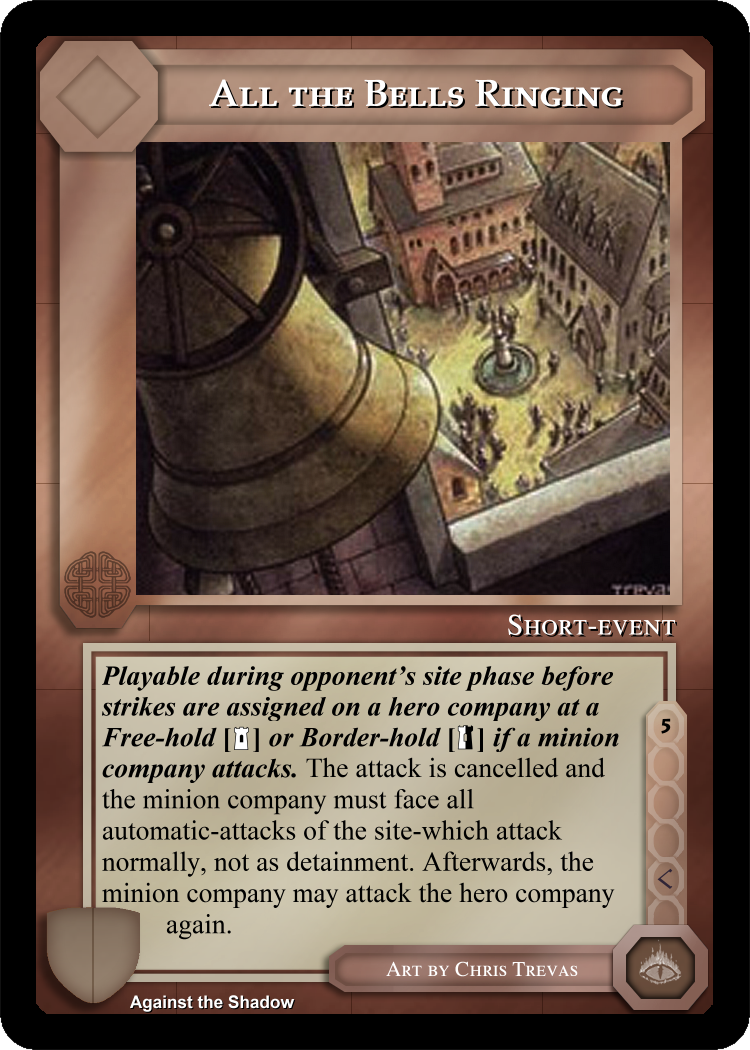 All the Bells Ringing
TREVAS
Short-event
Playable during opponent's site phase before
strikes are assigned on a hero company at a
Free-hold [] or Border-hold [] if a minion
company attacks. The attack is cancelled and
the minion company must face all
automatic-attacks of the site-which attack
normally, not as detainment. Afterwards, the
minion company may attack the hero company
again.
5
Art by Chris Trevas
Against the Shadow